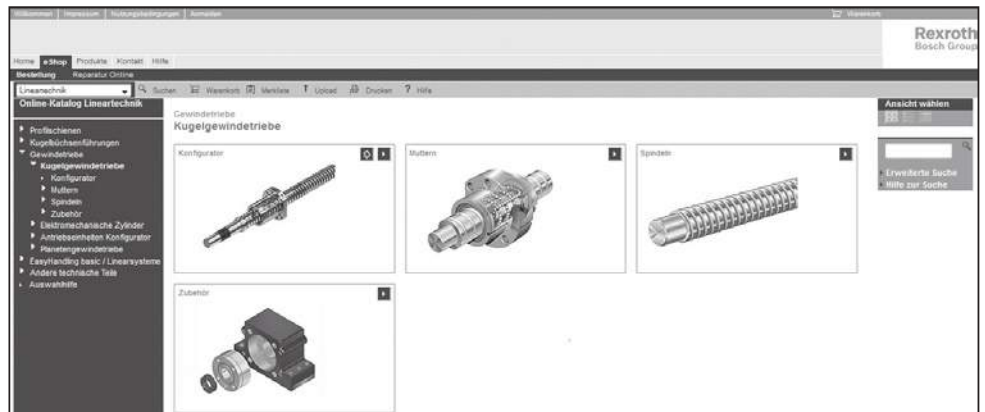 Willkommen | Impressum | Nutzungsbedingungen | Anmelden
Warenkorb
Rexroth
Bosch Group
Home eShop Produkte Kontakt Hilfe
Bestellung Reparatur Online
Lineartechnik Suchen Warenkorb Merkliste Upload Drucken Hilfe
Online-Katalog Lineartechnik
Profilschienen
Kugelbüchsenführungen
Gewindetriebe
Kugelgewindetriebe
Konfigurator
Muttern
Spindeln
Zubehör
Elektromechanische Zylinder
Antriebseinheiten Konfigurator
Planetengewindetriebe
EasyHandling basic / Linearsysteme
Andere technische Teile
Auswahlhilfe
Gewindetriebe
Kugelgewindetriebe
Konfigurator
Muttern
Spindeln
Zubehör
Ansicht wählen
Erweiterte Suche
Hilfe zur Suche